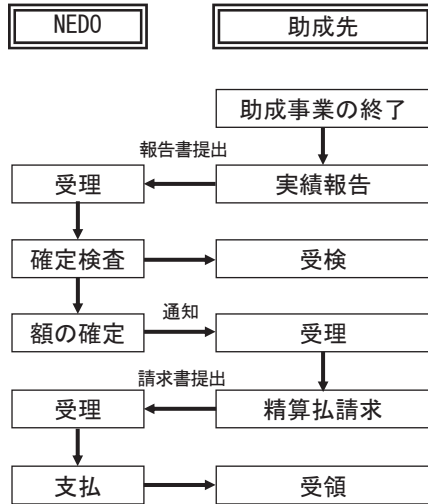 NEDO 助成先
助成事業の終了
報告書提出
受理 実績報告
確定検査 受検
通知
額の確定 受理
請求書提出
受理 精算払請求
支払 受領